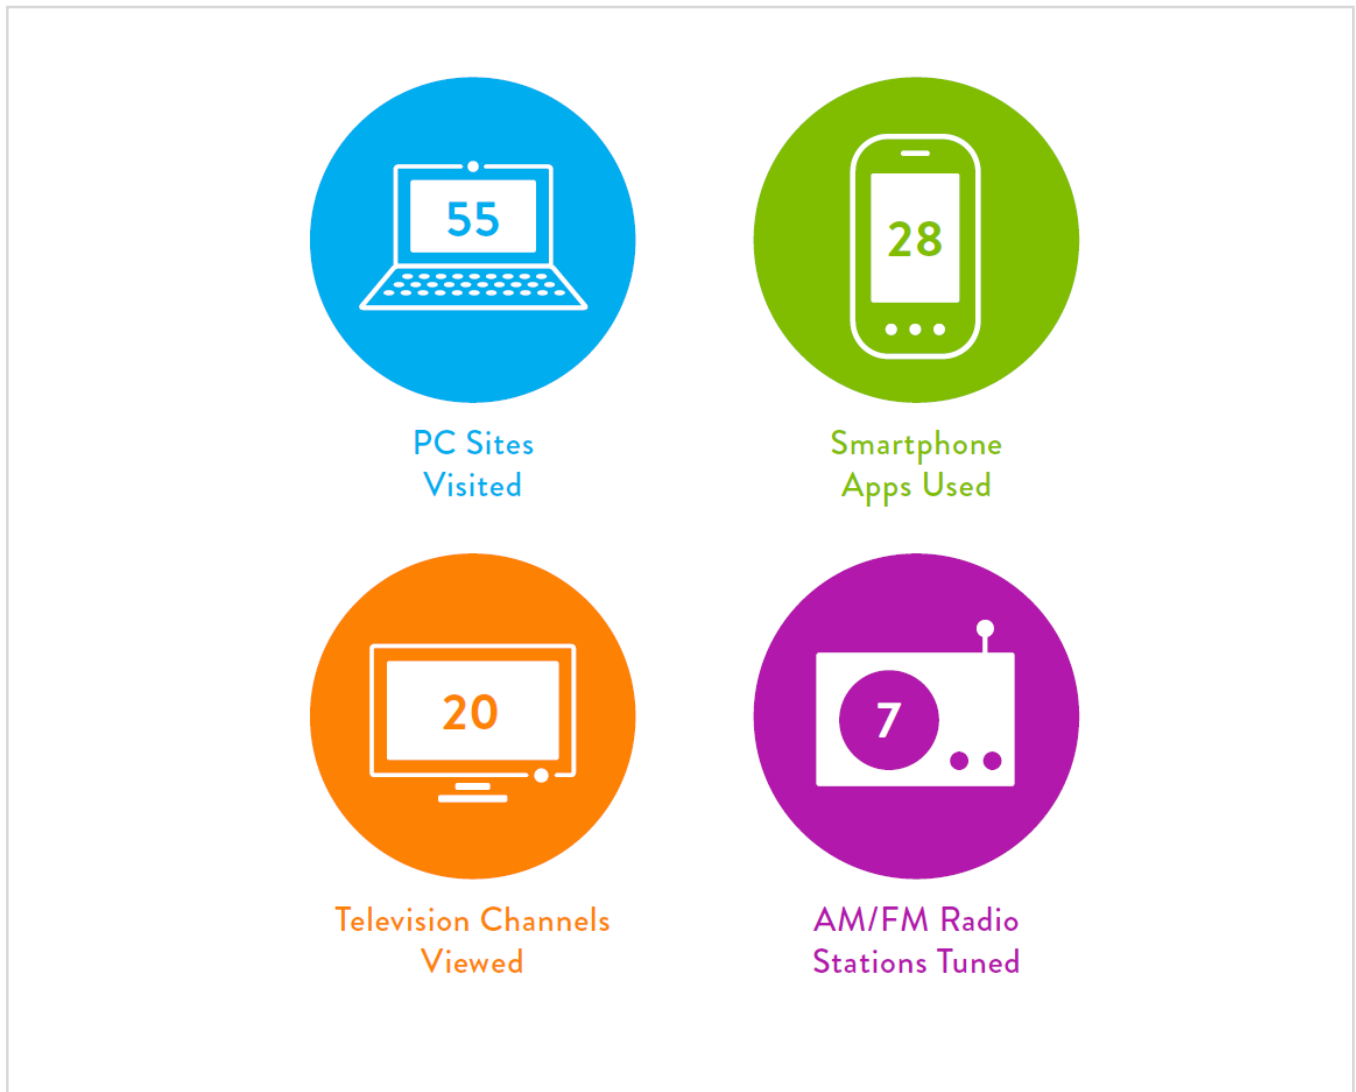 55
PC Sites
Visited
28
Smartphone
Apps Used
20
Television Channels
Viewed
7
AM/FM Radio
Stations Tuned